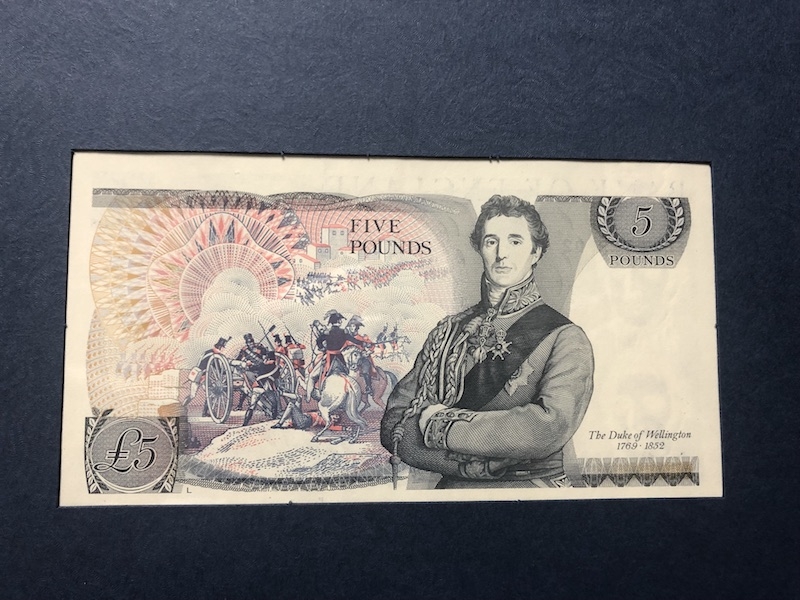 FIVE
POUNDS
5
POUNDS
£5
The Duke of Wellington
1769 · 1852
L